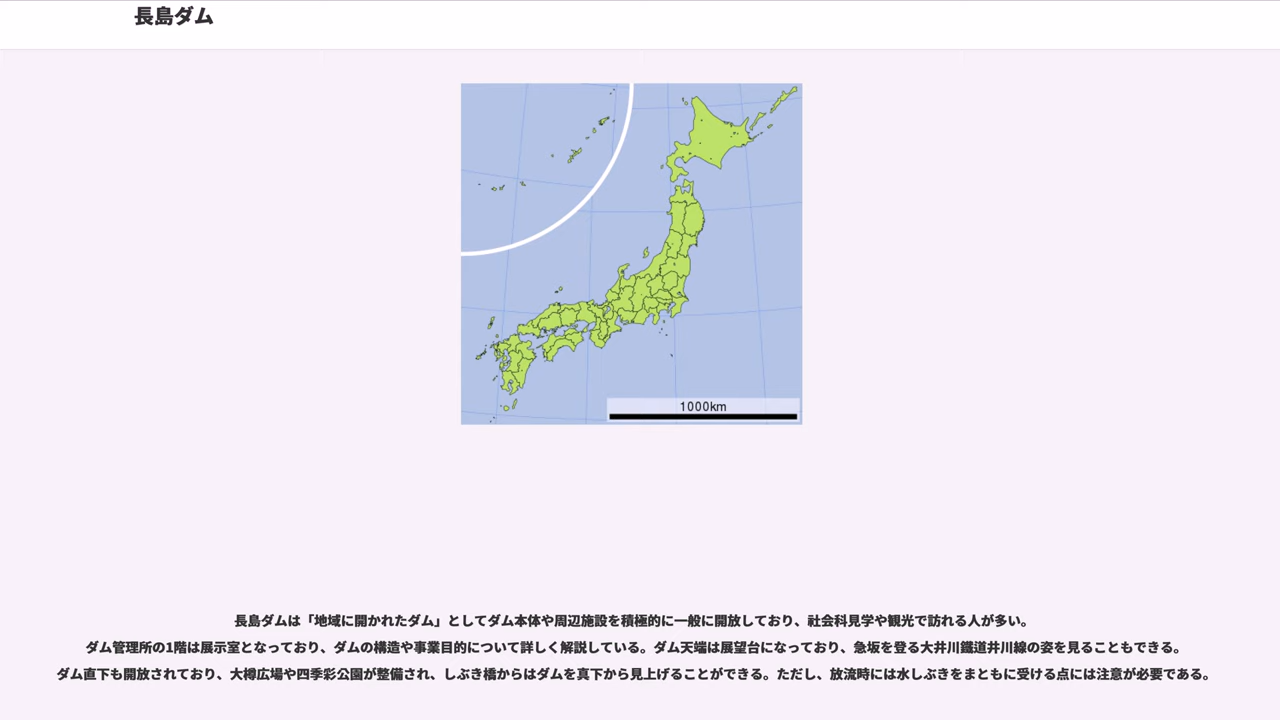 長島ダム
1000km
長島ダムは「地域に開かれたダム」としてダム本体や周辺施設を積極的に一般に開放しており、社会科見学や観光で訪れる人が多い。
ダム管理所の1階は展示室となっており、ダムの構造や事業目的について詳しく解説している。ダム天端は展望台になっており、急坂を登る大井川鐵道井川線の姿を見ることもできる。
ダム直下も開放されており、大樽広場や四季彩公園が整備され、しぶき橋からはダムを真下から見上げることができる。ただし、放流時には水しぶきをまともに受ける点には注意が必要である。